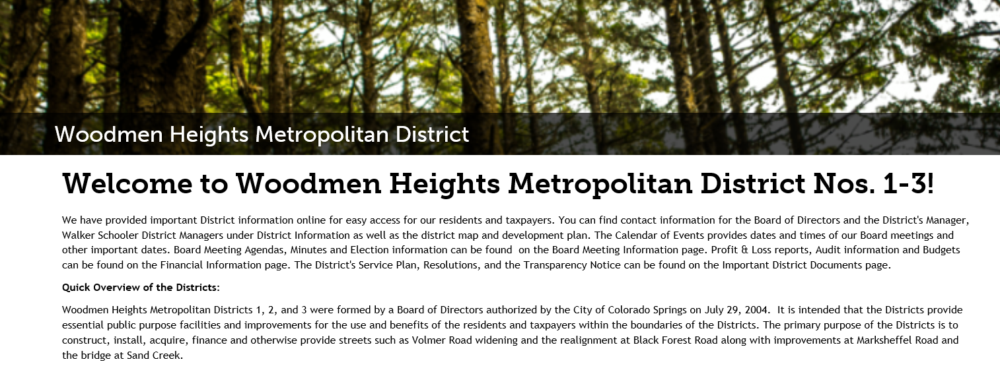 Woodmen Heights Metropolitan District
Welcome to Woodmen Heights Metropolitan District Nos. 1-3!
We have provided important District information online for easy access for our residents and taxpayers. You can find contact information for the Board of Directors and the District's Manager,
Walker Schooler District Managers under District Information as well as the district map and development plan. The Calendar of Events provides dates and times of our Board meetings and
other important dates. Board Meeting Agendas, Minutes and Election information can be found  on the Board Meeting Information page. Profit & Loss reports, Audit information and Budgets
can be found on the Financial Information page. The District's Service Plan, Resolutions, and the Transparency Notice can be found on the Important District Documents page.
Quick Overview of the Districts:
Woodmen Heights Metropolitan Districts 1, 2, and 3 were formed by a Board of Directors authorized by the City of Colorado Springs on July 29, 2004.  It is intended that the Districts provide
essential public purpose facilities and improvements for the use and benefits of the residents and taxpayers within the boundaries of the Districts. The primary purpose of the Districts is to
construct, install, acquire, finance and otherwise provide streets such as Volmer Road widening and the realignment at Black Forest Road along with improvements at Marksheffel Road and
the bridge at Sand Creek.